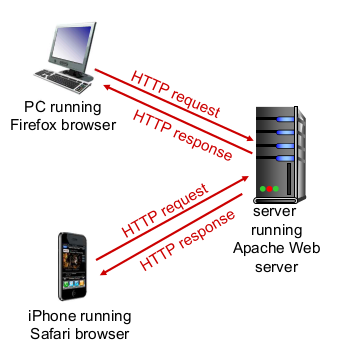 HTTP request
HTTP response
PC running
Firefox browser
HTTP request
HTTP response
server
running
Apache Web
server
iPhone running
Safari browser